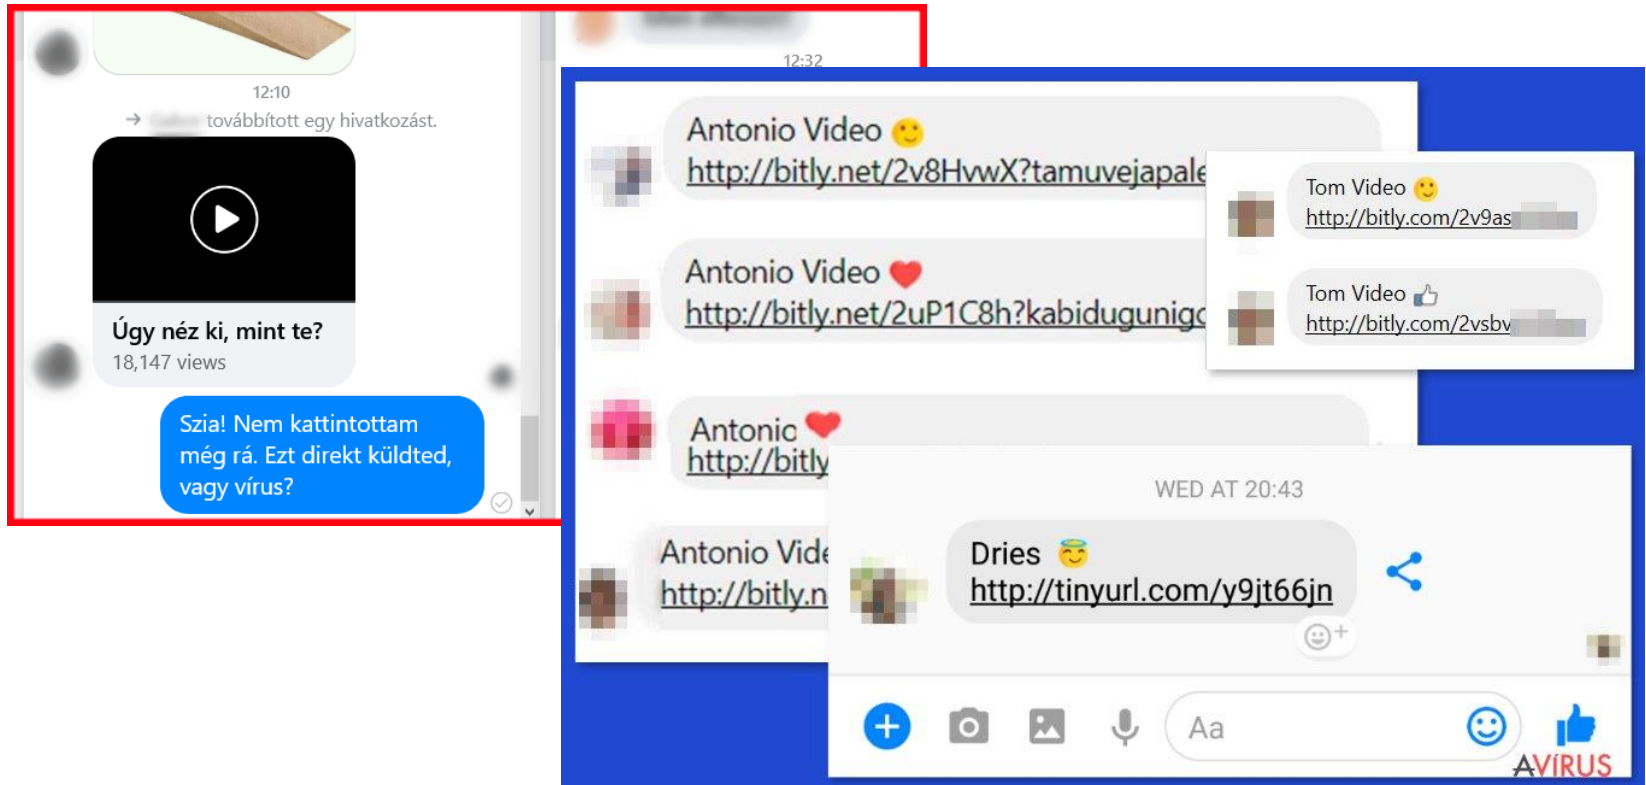 12:10
→ továbbított egy hivatkozást.
Úgy néz ki, mint te?
18,147 views
Szia! Nem kattintottam
még rá. Ezt direkt küldted,
vagy vírus?
12:32
Antonio Video 🙂
http://bitly.net/2v8HvwX?tamuvejapale
Antonio Video ❤️
http://bitly.net/2uP1C8h?kabidugunigo
Antonio ❤️
http://bitly
Antonio Vide
http://bitly.n
Tom Video 🙂
http://bitly.com/2v9as
Tom Video 👍
http://bitly.com/2vsbv
WED AT 20:43
Dries 😇
http://tinyurl.com/y9jt66jn
Aa
AVÍRUS